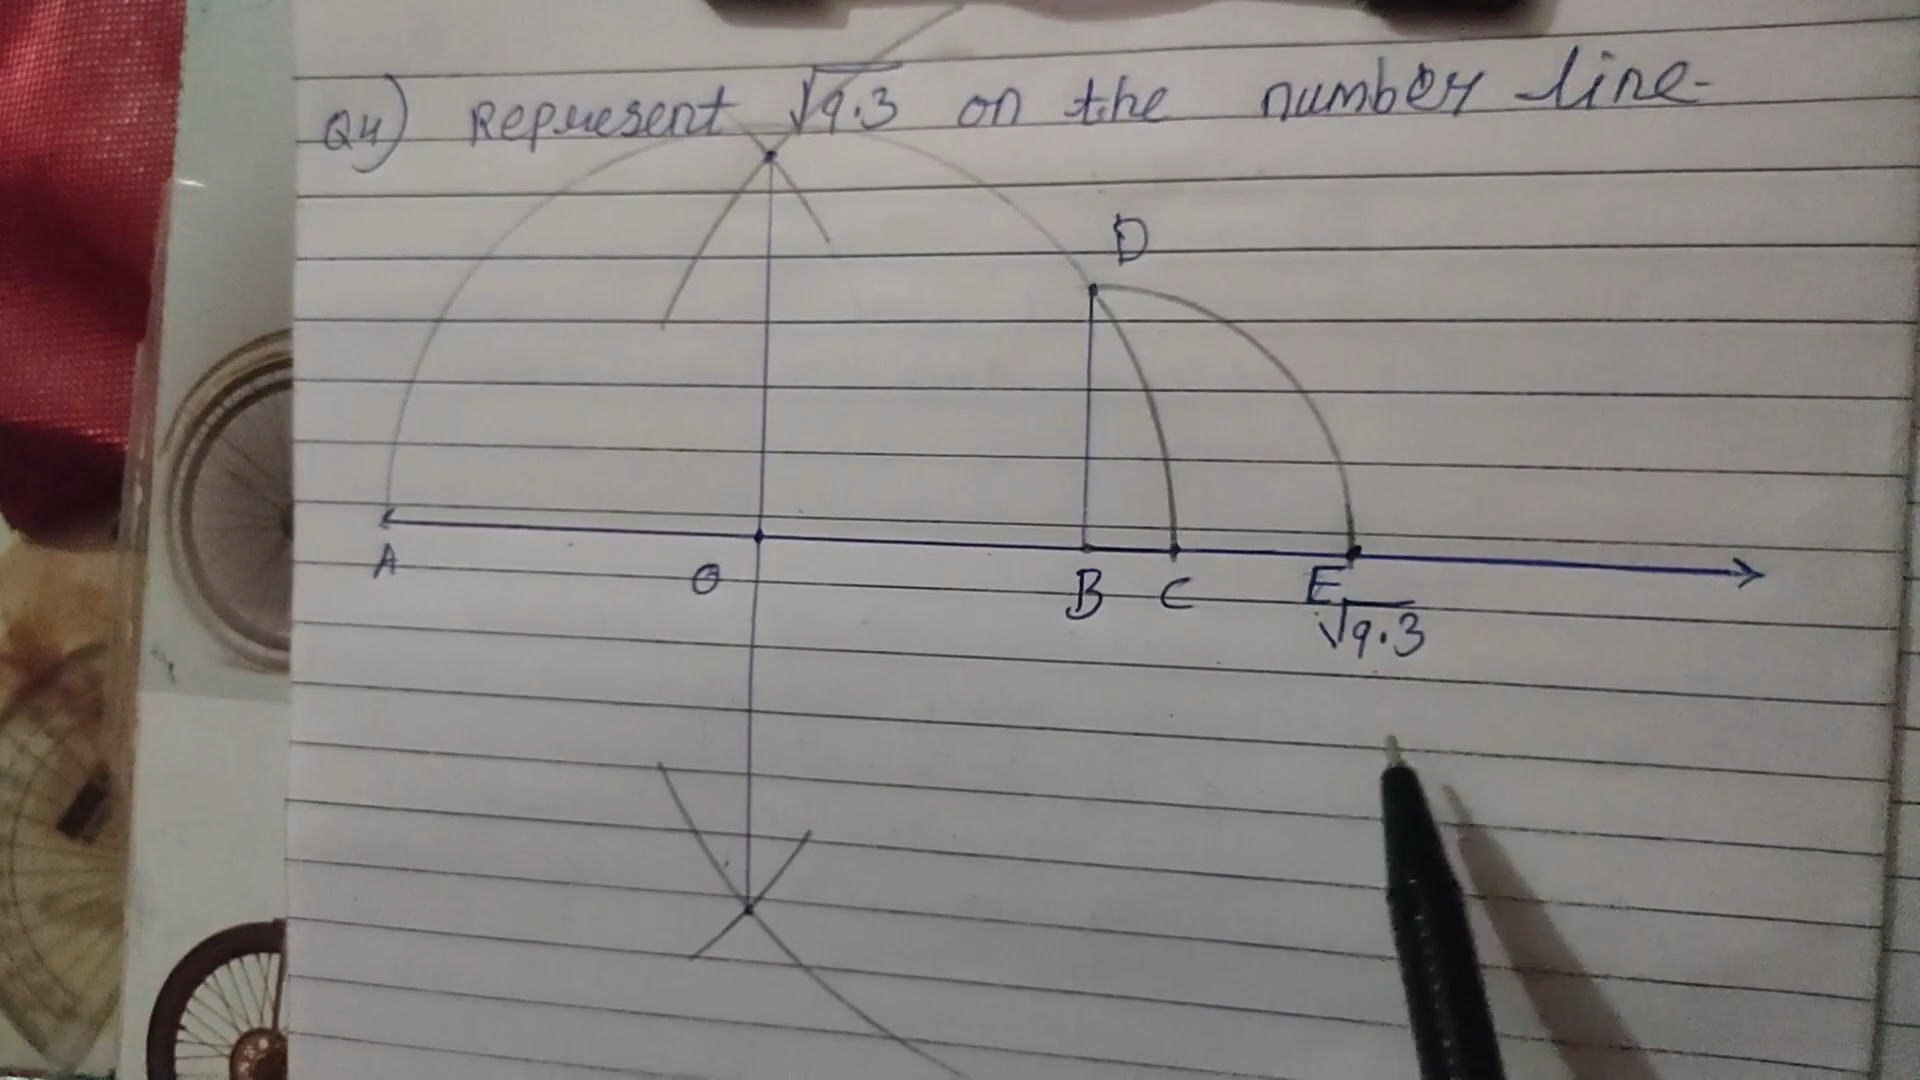 Q4) Represent √9.3 on the number line.
D
A O B C E
√9.3